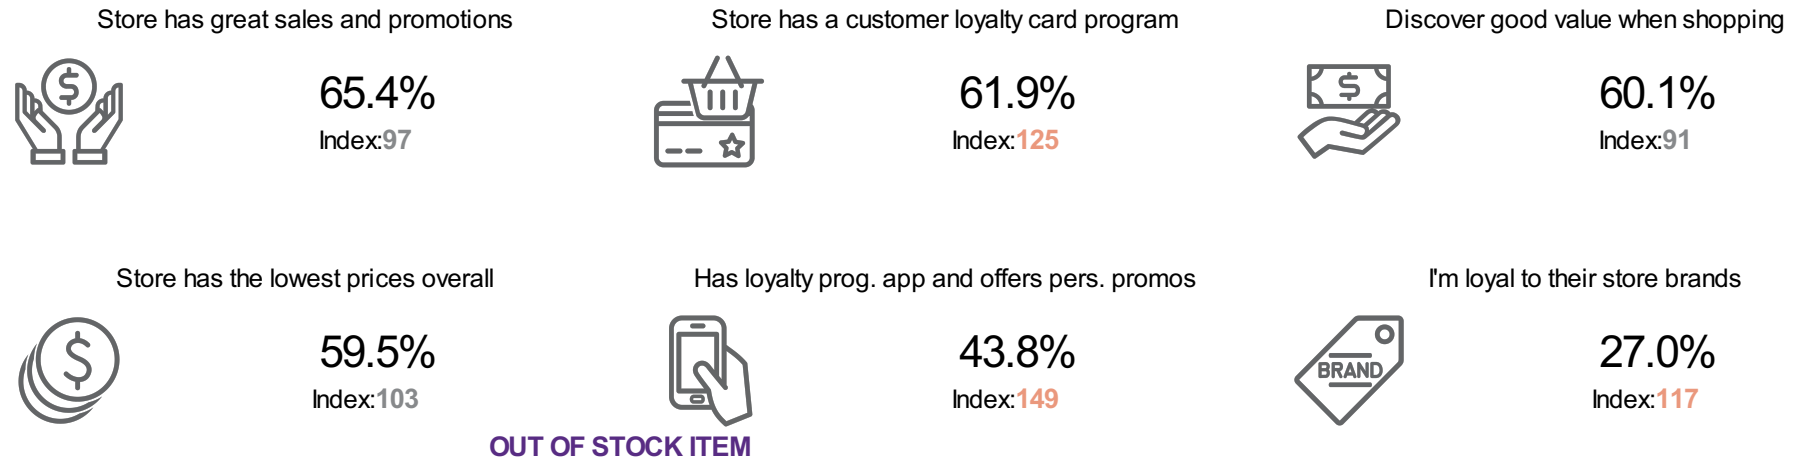 Store has great sales and promotions
65.4%
Index:97
Store has a customer loyalty card program
61.9%
Index:125
Discover good value when shopping
60.1%
Index:91
Store has the lowest prices overall
59.5%
Index:103
Has loyalty prog. app and offers pers. promos
43.8%
Index:149
I'm loyal to their store brands
BRAND
27.0%
Index:117
OUT OF STOCK ITEM